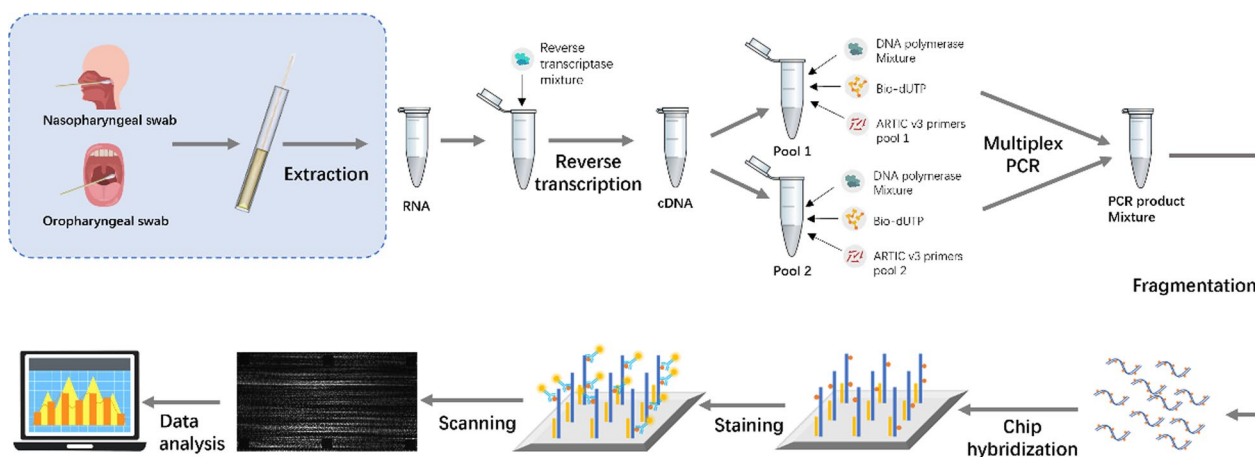 Nasopharyngeal swab
Oropharyngeal swab
Extraction
RNA
Reverse
transcriptase
mixture
Reverse
transcription
cDNA
DNA polymerase
Mixture
Bio-dUTP
ARTIC v3 primers
pool 1
Pool 1
DNA polymerase
Mixture
Bio-dUTP
ARTIC v3 primers
pool 2
Pool 2
Multiplex
PCR
PCR product
Mixture
Fragmentation
Chip
hybridization
Staining
Scanning
Data
analysis